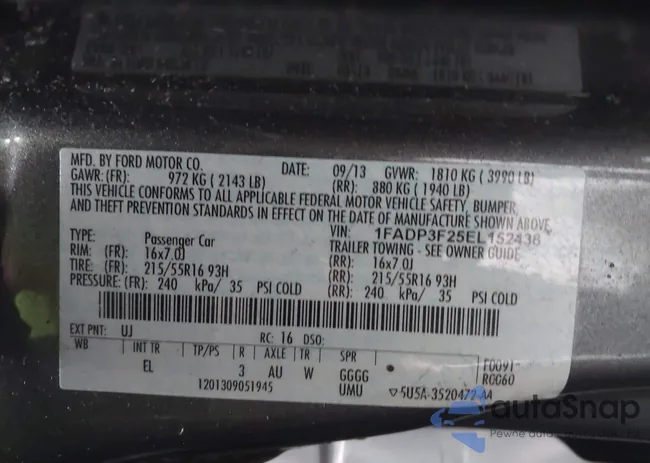 MFD. BY FORD MOTOR CO. DATE: 09/13 GVWR: 1810 KG ( 3990 LB)
GAWR: (FR): 972 KG ( 2143 LB) (RR): 880 KG ( 1940 LB)
THIS VEHICLE CONFORMS TO ALL APPLICABLE FEDERAL MOTOR VEHICLE SAFETY, BUMPER,
AND THEFT PREVENTION STANDARDS IN EFFECT ON THE DATE OF MANUFACTURE SHOWN ABOVE
VIN: 1FADP3F25EL152436
TYPE: Passenger Car TRAILER TOWING - SEE OWNER GUIDE
RIM: (FR): 16x7.0J (RR): 16x7.0J
TIRE: (FR): 215/55R16 93H (RR): 215/55R16 93H
PRESSURE: (FR): 240 kPa/ 35 PSI COLD (RR): 240 kPa/ 35 PSI COLD
EXT PNT: UJ RC: 16 DSO:
WB INT TR TP/PS R AXLE TR SPR
EL 3 AU W GGGG
1201309051945 UMU
F0091-
RGC60
5U5A-3520472-AA
autoSnap